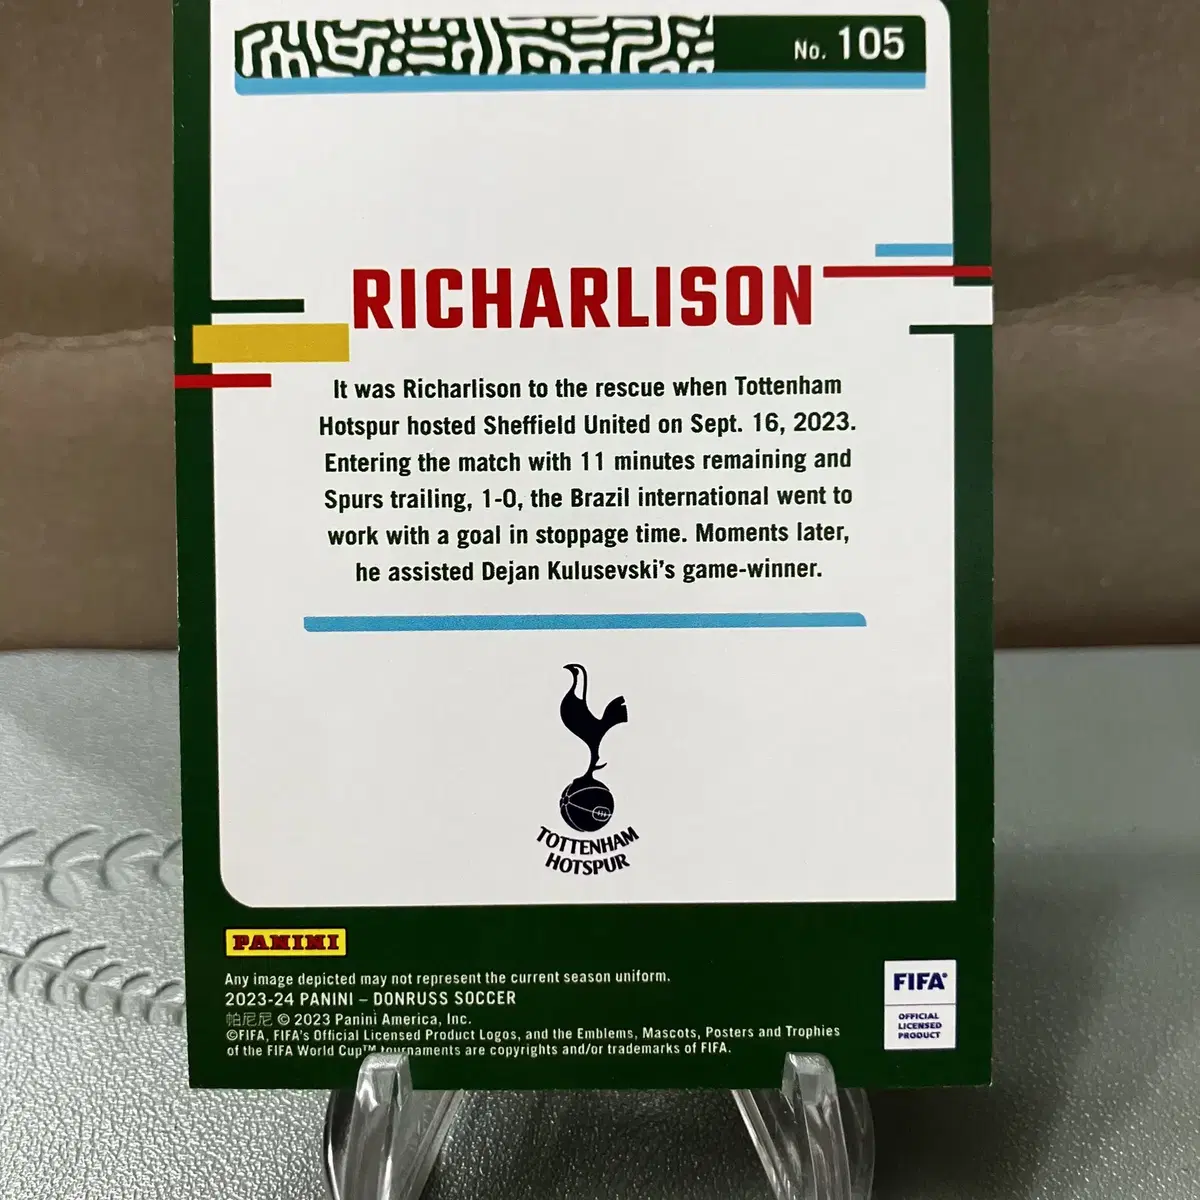 No. 105
RICHARLISON
It was Richarlison to the rescue when Tottenham
Hotspur hosted Sheffield United on Sept. 16, 2023.
Entering the match with 11 minutes remaining and
Spurs trailing, 1-0, the Brazil international went to
work with a goal in stoppage time. Moments later,
he assisted Dejan Kulusevski's game-winner.
TOTTENHAM
HOTSPUR
PANINI
Any image depicted may not represent the current season uniform.
2023-24 PANINI – DONRUSS SOCCER
帕尼尼 © 2023 Panini America, Inc.
©FIFA, FIFA's Official Licensed Product Logos, and the Emblems, Mascots, Posters and Trophies
of the FIFA World Cup™ tournaments are copyrights and/or trademarks of FIFA.
FIFA®
OFFICIAL
LICENSED
PRODUCT